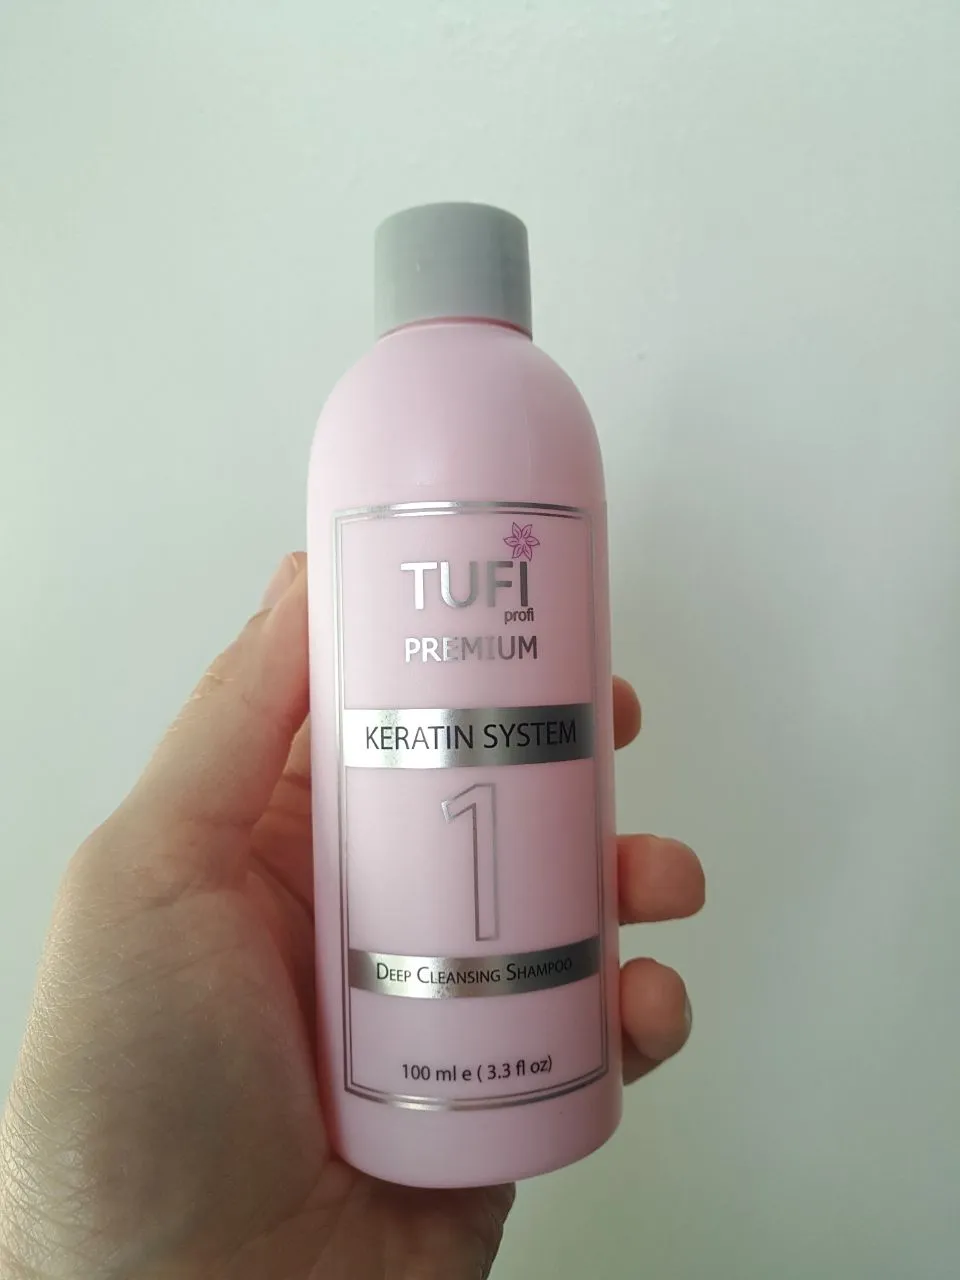 TUFI
profi
PREMIUM
KERATIN SYSTEM
1
DEEP CLEANSING SHAMPOO
100 ml e ( 3.3 fl oz)